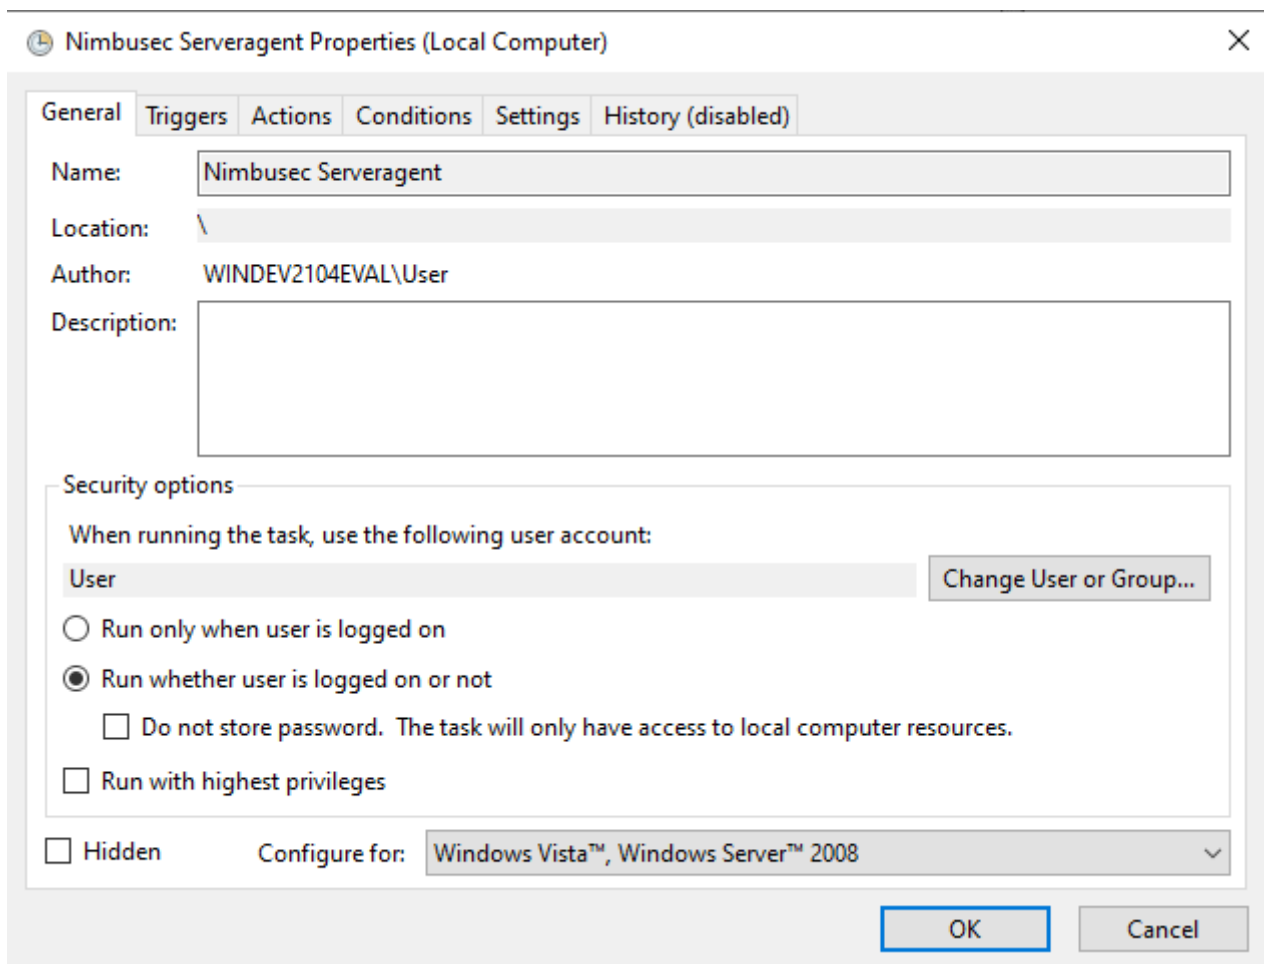 Nimbusec Serveragent Properties (Local Computer)
General Triggers Actions Conditions Settings History (disabled)
Name: Nimbusec Serveragent
Location: \
Author: WINDEV2104EVAL\User
Description:
Security options
When running the task, use the following user account:
User Change User or Group...
Run only when user is logged on
Run whether user is logged on or not
Do not store password. The task will only have access to local computer resources.
Run with highest privileges
Hidden Configure for: Windows Vista™, Windows Server™ 2008
OK Cancel